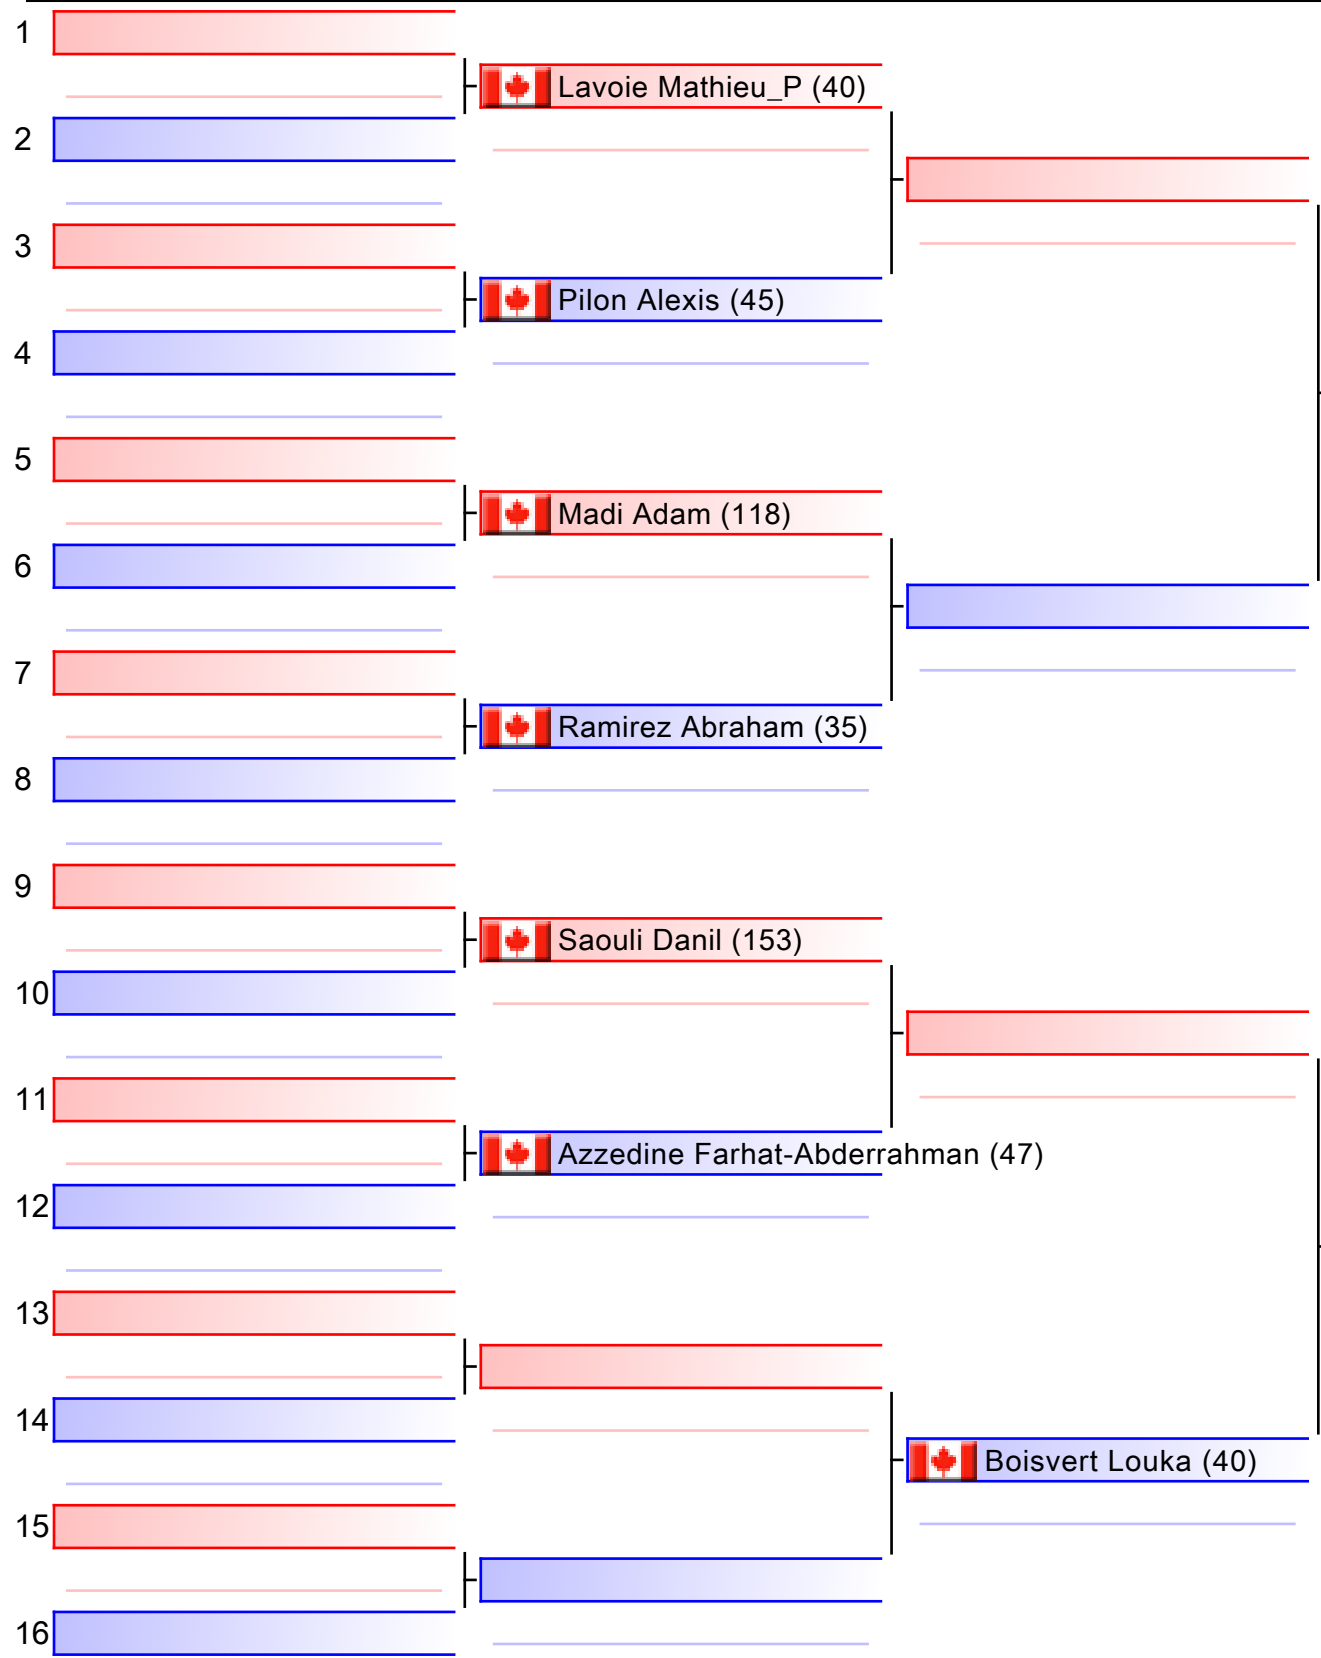 1
Lavoie Mathieu_P (40)
2
3
Pilon Alexis (45)
4
5
Madi Adam (118)
6
7
Ramirez Abraham (35)
8
9
Saouli Danil (153)
10
11
Azzedine Farhat-Abderrahman (47)
12
13
14
Boisvert Louka (40)
15
16